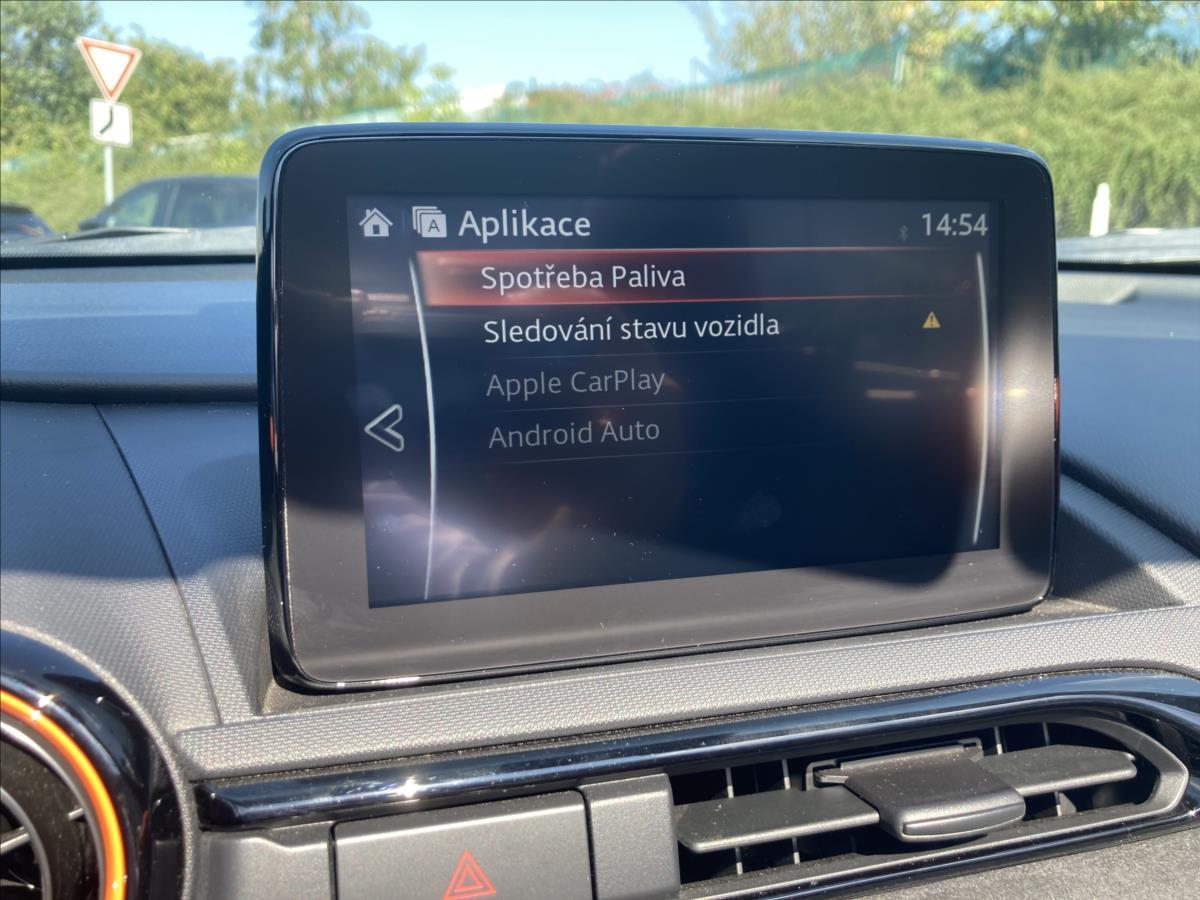 A Aplikace 14:54
Spotřeba Paliva
Sledování stavu vozidla
Apple CarPlay
Android Auto